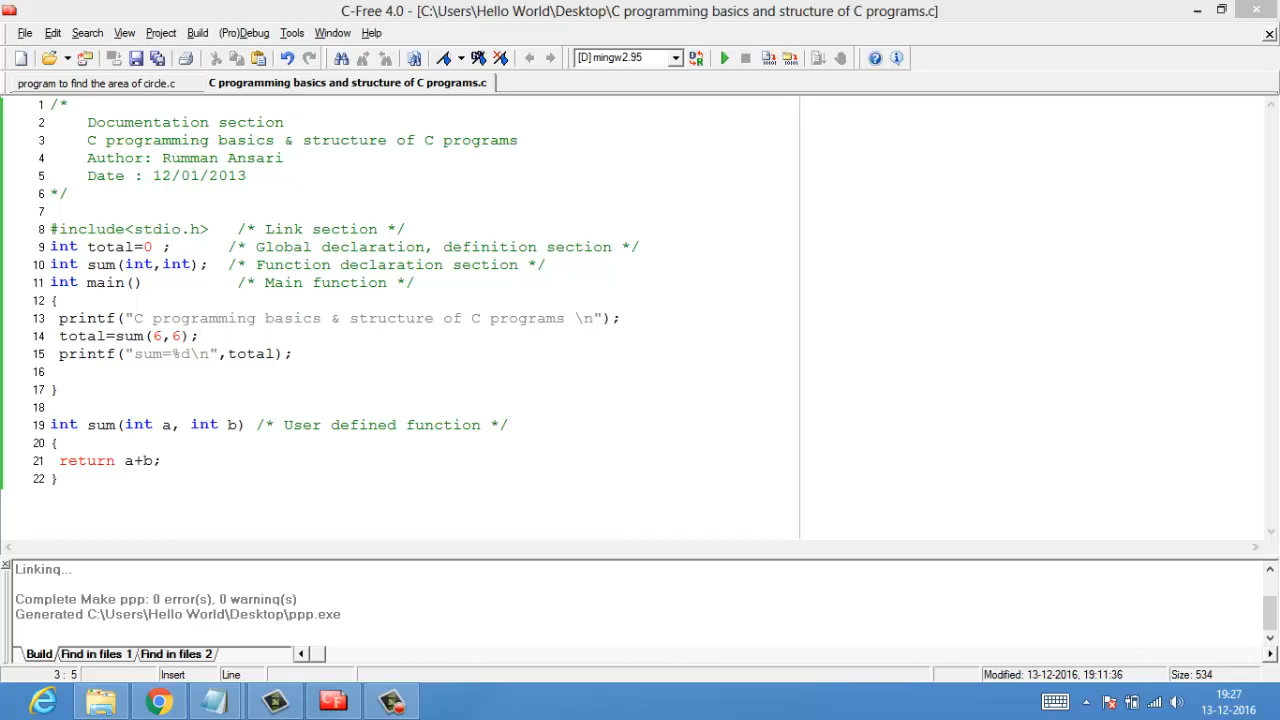 C-Free 4.0 - [C:\Users\Hello World\Desktop\C programming basics and structure of C programs.c]
File Edit Search View Project Build (Pro)Debug Tools Window Help
[D] mingw2.95
program to find the area of circle.c C programming basics and structure of C programs.c
1 /*
2 Documentation section
3 C programming basics & structure of C programs
4 Author: Rumman Ansari
5 Date : 12/01/2013
6 */
7
8 #include<stdio.h> /* Link section */
9 int total=0 ; /* Global declaration, definition section */
10 int sum(int,int); /* Function declaration section */
11 int main() /* Main function */
12 {
13 printf("C programming basics & structure of C programs \n");
14 total=sum(6,6);
15 printf("sum=%d\n",total);
16
17 }
18
19 int sum(int a, int b) /* User defined function */
20 {
21 return a+b;
22 }
Linking...
Complete Make ppp: 0 error(s), 0 warning(s)
Generated C:\Users\Hello World\Desktop\ppp.exe
Build Find in files 1 Find in files 2
3 : 5 Insert Line Modified: 13-12-2016, 19:11:36 Size: 534
19:27
13-12-2016